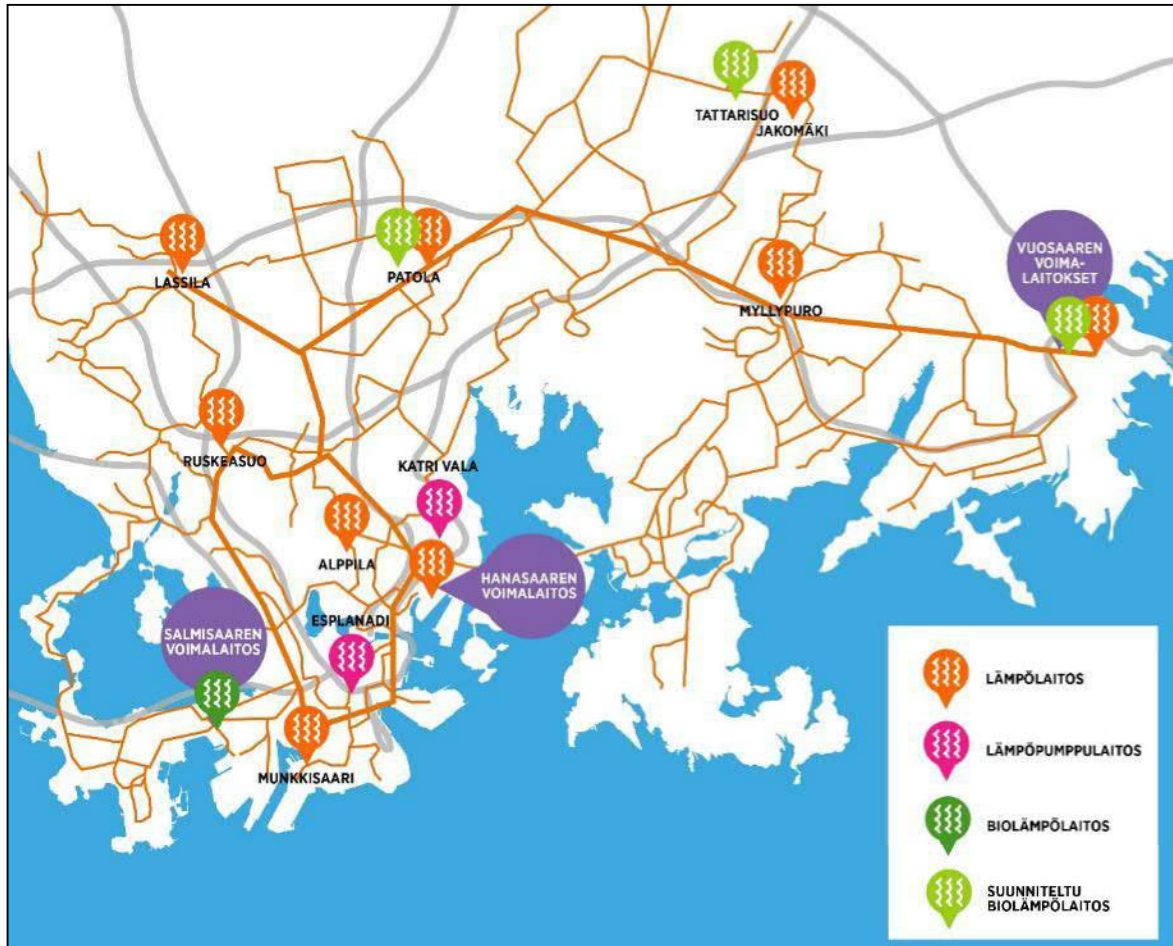 TATTARISUO
JAKOMÄKI
LASSILA
PATOLA
MYLLYPURO
VUOSAAREN
VOIMA-
LAITOKSET
RUSKEASUO
KATRI VALA
ALPPILA
HANASAAREN
VOIMALAITOS
ESPLANADI
SALMISAAREN
VOIMALAITOS
MUNKKISAARI
LÄMPÖLAITOS
LÄMPÖPUMPPULAITOS
BIOLÄMPÖLAITOS
SUUNNITELTU
BIOLÄMPÖLAITOS